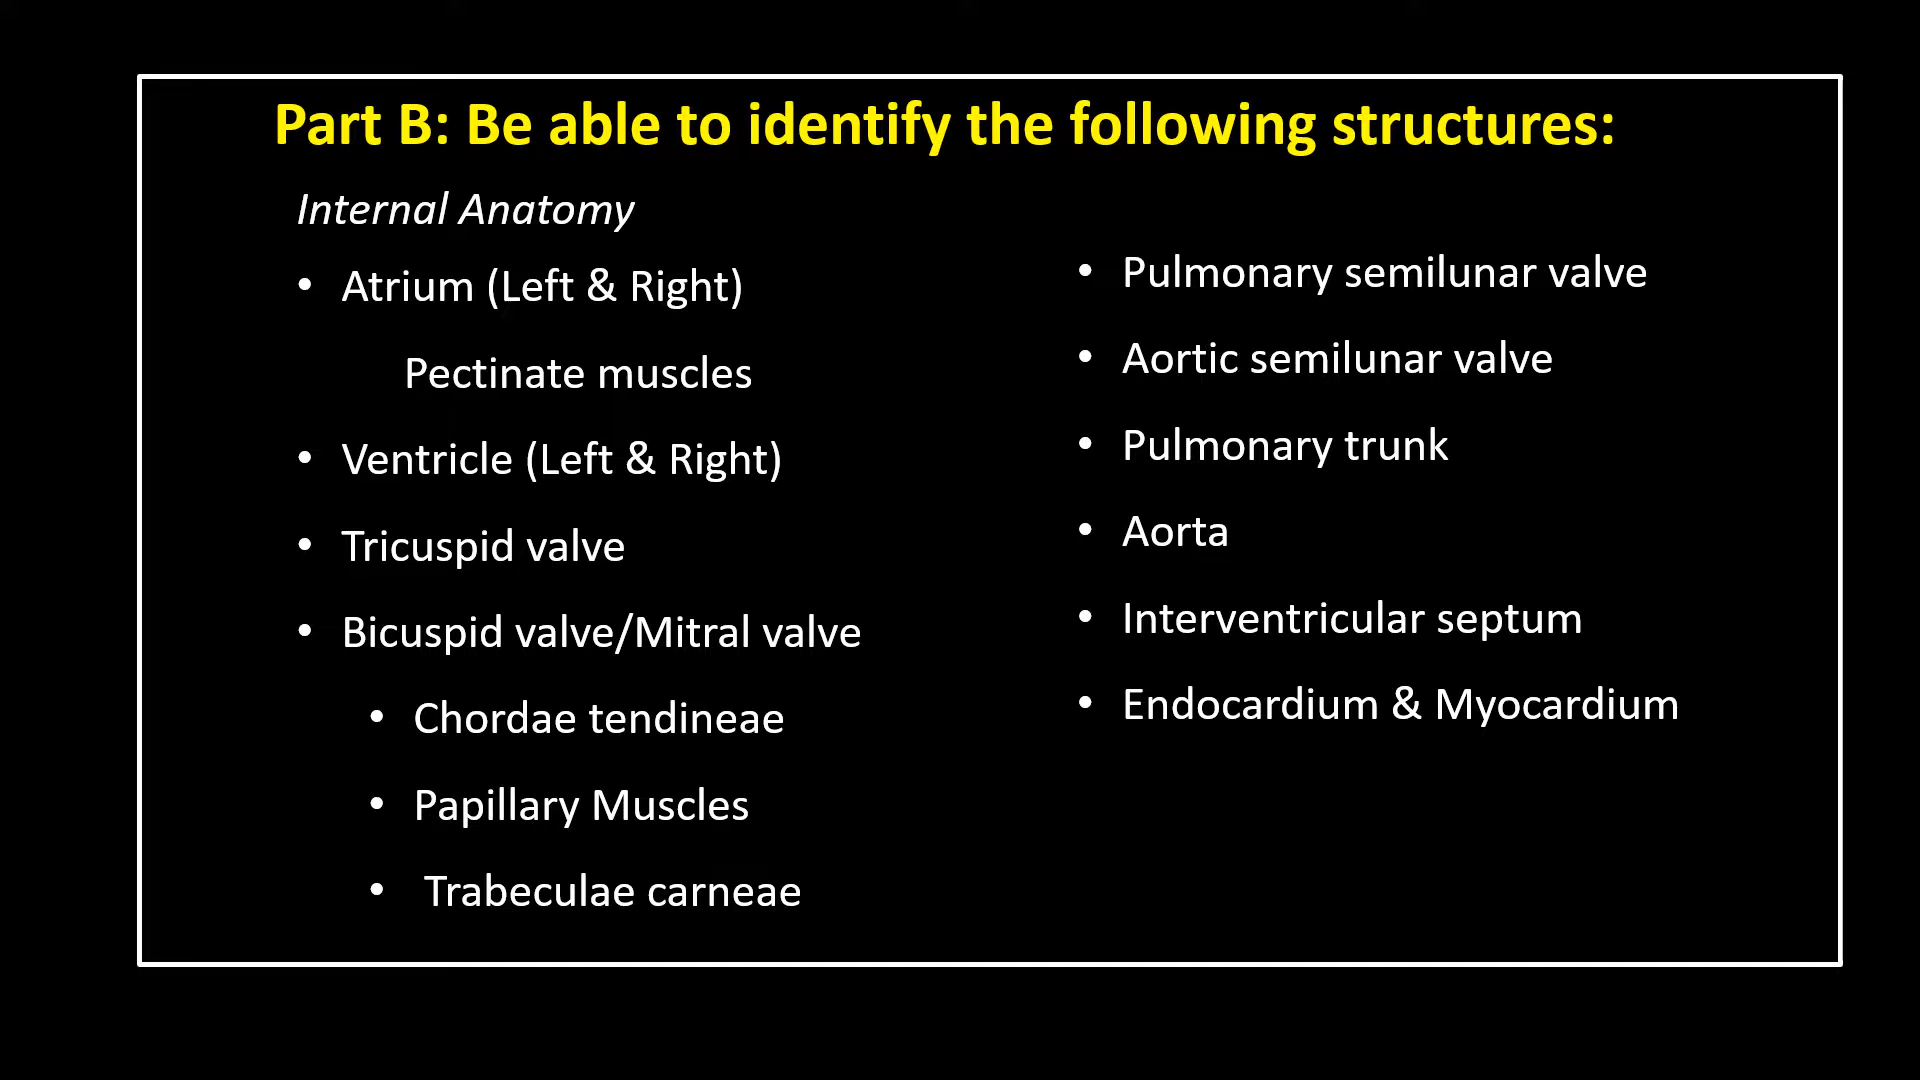 Part B: Be able to identify the following structures:
Internal Anatomy
• Atrium (Left & Right)
Pectinate muscles
• Ventricle (Left & Right)
• Tricuspid valve
• Bicuspid valve/Mitral valve
• Chordae tendineae
• Papillary Muscles
• Trabeculae carneae
• Pulmonary semilunar valve
• Aortic semilunar valve
• Pulmonary trunk
• Aorta
• Interventricular septum
• Endocardium & Myocardium